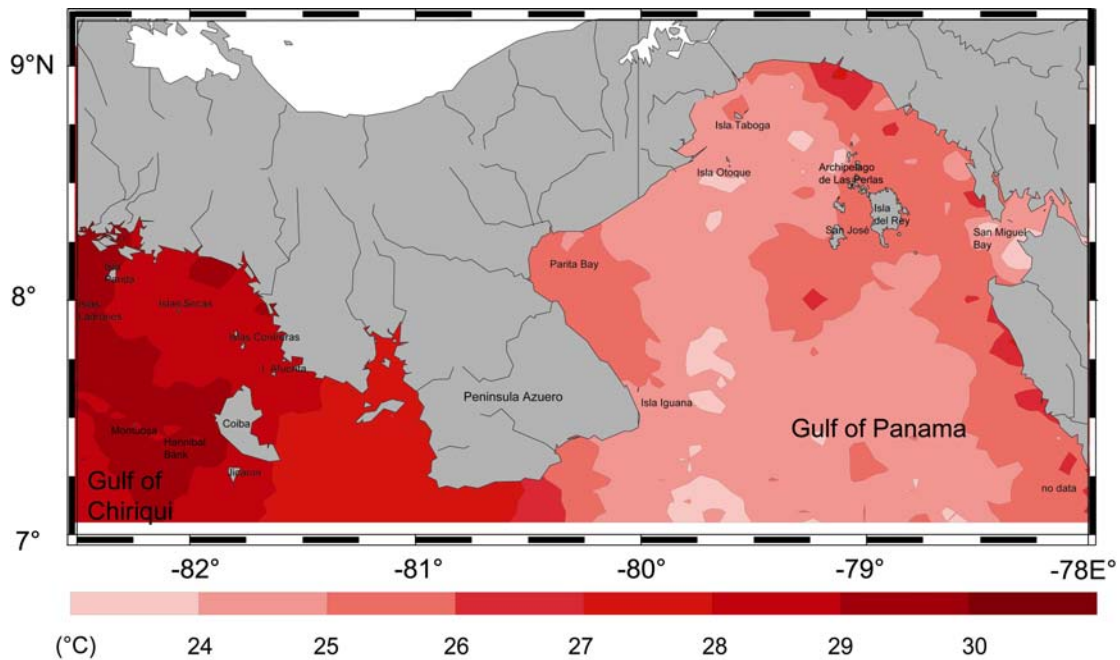 9°N
Isla Taboga
Isla Otoque
Archipelago
de Las Perlas
Isla
del Rey
San José
San Miguel
Bay
Parita Bay
8°
Islas Secas
Ladrones
Islas Contreras
I. Afuerita
Peninsula Azuero
Isla Iguana
Coiba
Gulf of Panama
Montuosa
Hannibal
Bank
Jicaron
Gulf of
Chiriqui
no data
7°
-82°
-81°
-80°
-79°
-78E°
(°C)
24
25
26
27
28
29
30